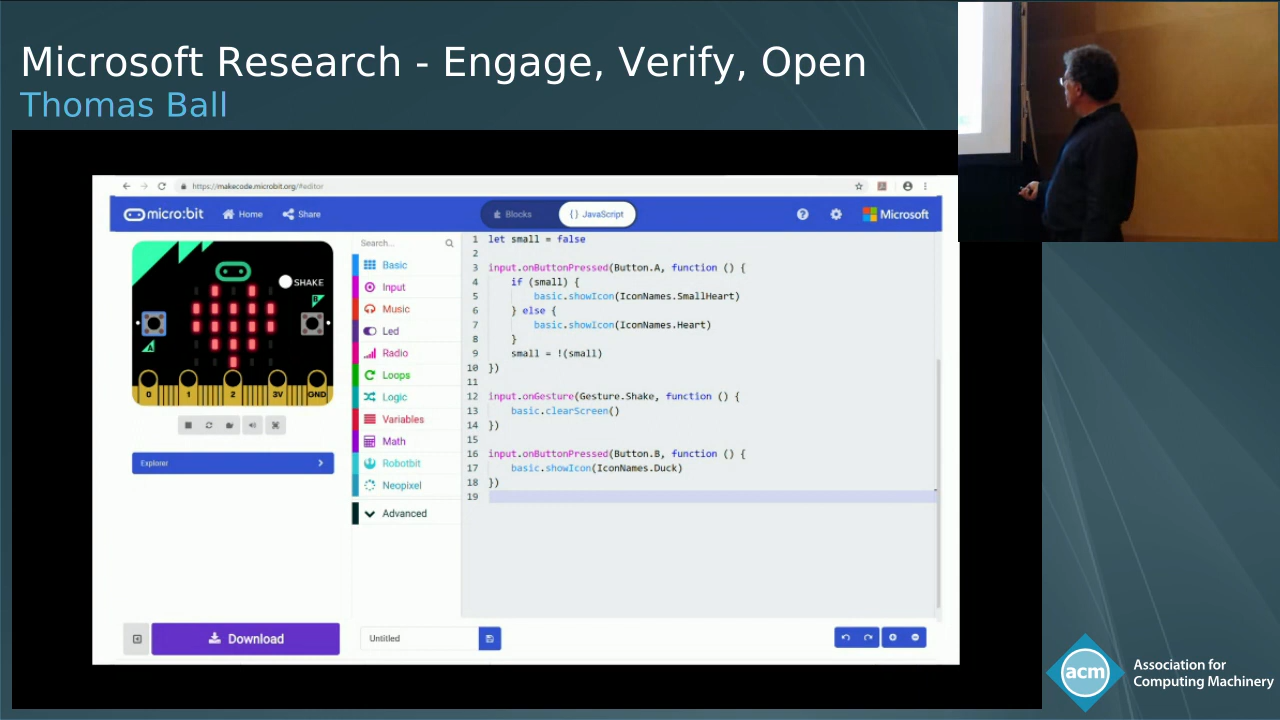 Microsoft Research - Engage, Verify, Open
Thomas Ball
https://makecode.microbit.org/#editor
micro:bit
Home
Share
Blocks
{} JavaScript
Microsoft
SHAKE
B
A
0 1 2 3V GND
Explorer
Download
Search...
Basic
Input
Music
Led
Radio
Loops
Logic
Variables
Math
Robotbit
Neopixel
Advanced
1 let small = false
2
3 input.onButtonPressed(Button.A, function () {
4 if (small) {
5 basic.showIcon(IconNames.SmallHeart)
6 } else {
7 basic.showIcon(IconNames.Heart)
8 }
9 small = !(small)
10 })
11
12 input.onGesture(Gesture.Shake, function () {
13 basic.clearScreen()
14 })
15
16 input.onButtonPressed(Button.B, function () {
17 basic.showIcon(IconNames.Duck)
18 })
19
Untitled
acm
Association for
Computing Machinery